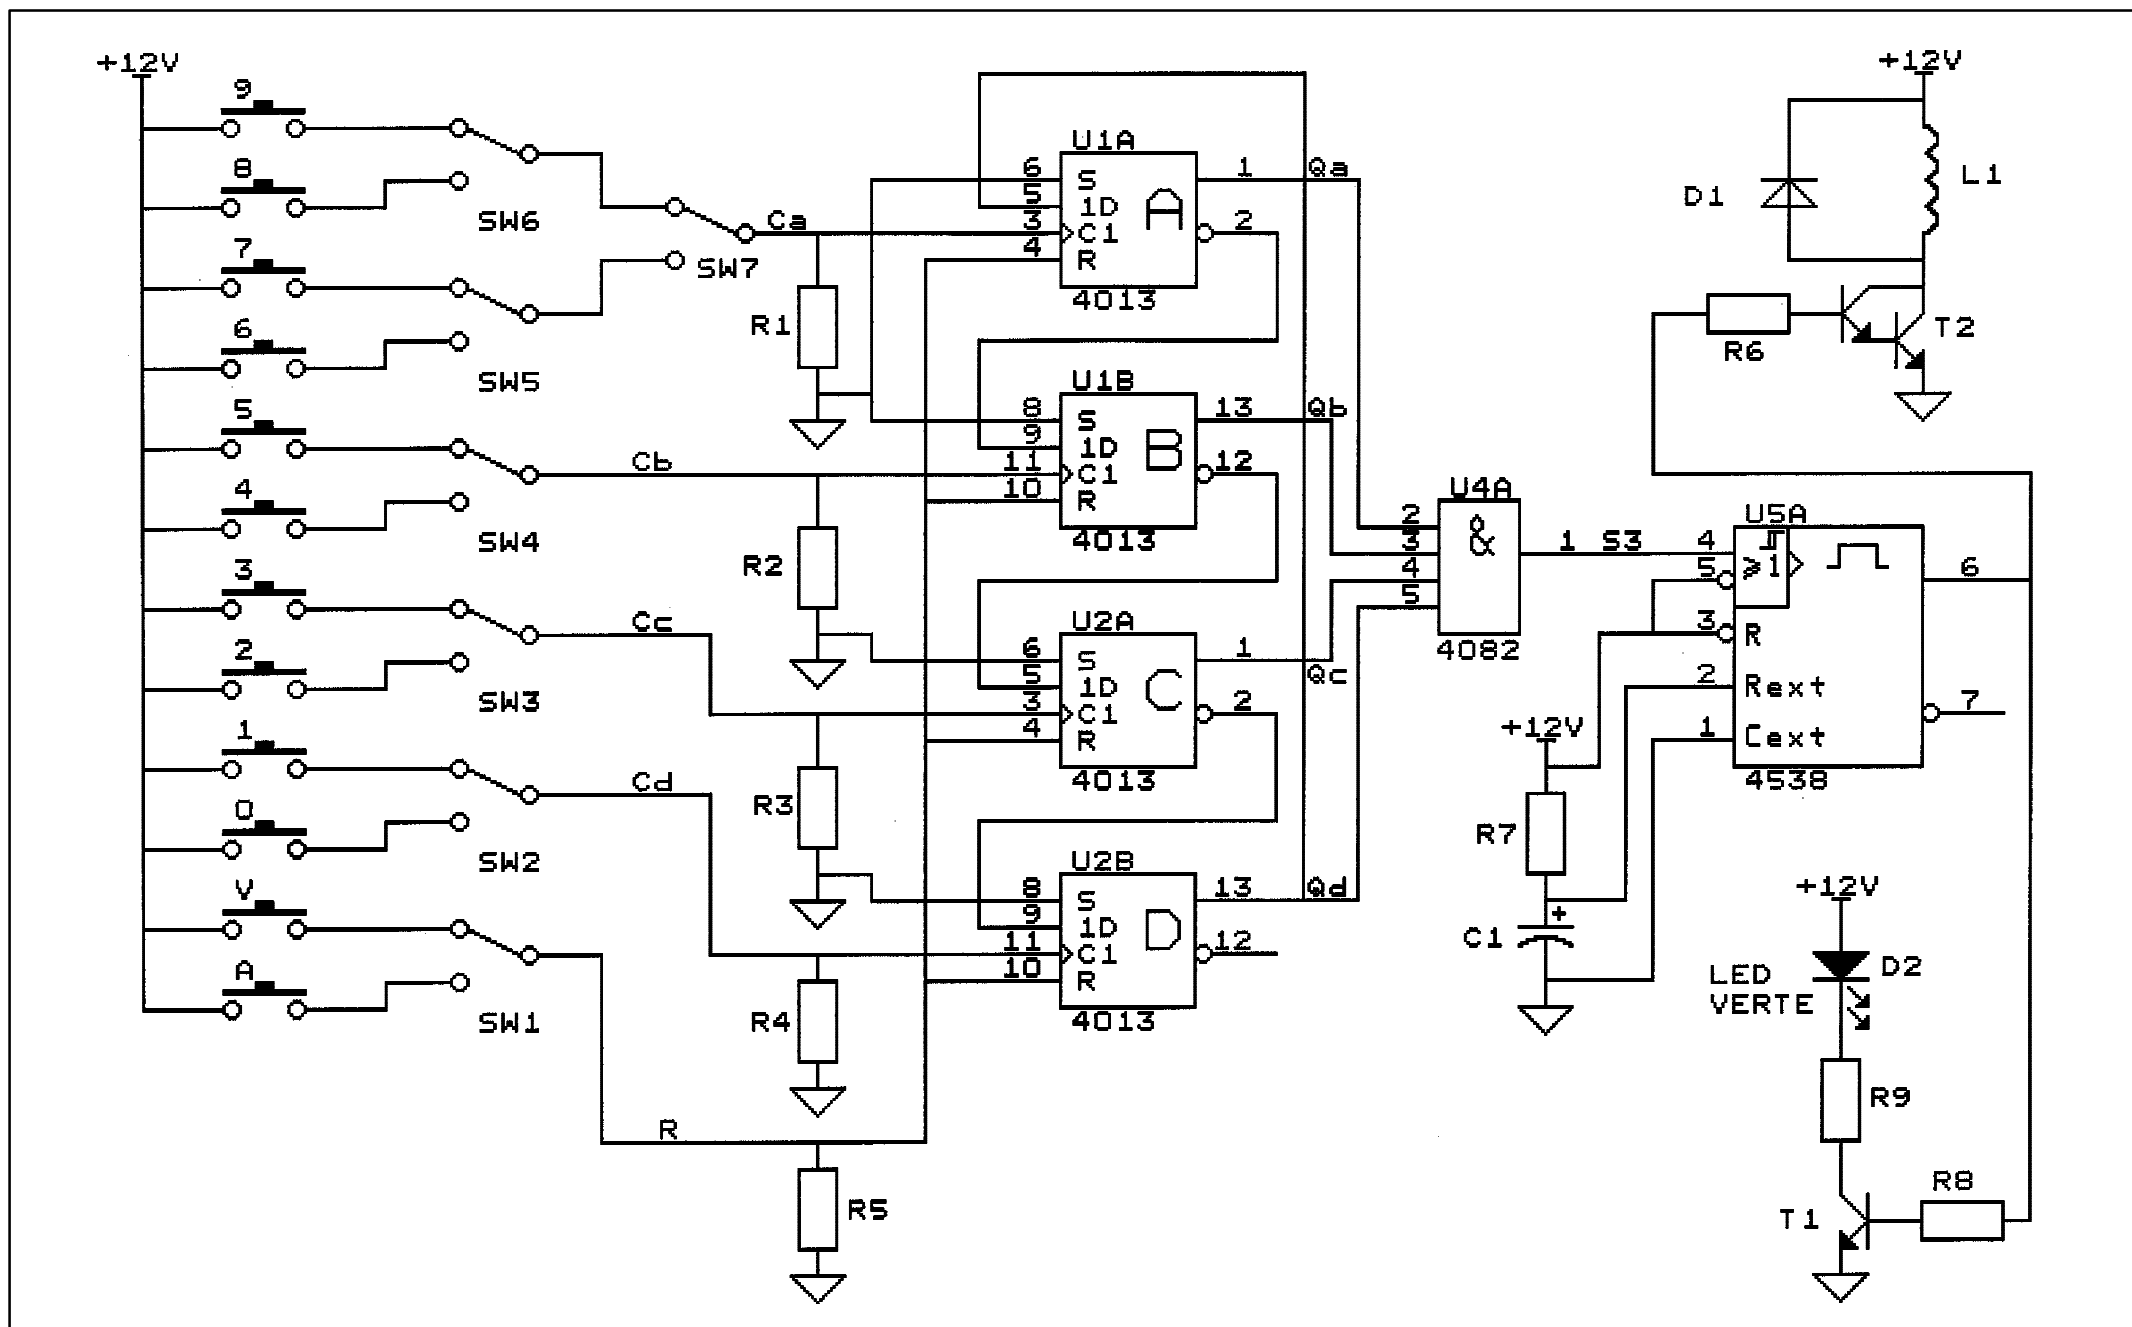 +12V
9
8
SW6
7
6
SW5
5
4
SW4
3
2
SW3
1
0
SW2
V
A
SW1
SW7
Ca
Cb
Cc
Cd
R
R1
R2
R3
R4
R5
U1A
6 S
5 1D
3 C1
4 R
A
1 Qa
2
4013
U1B
8 S
9 1D
11 C1
10 R
B
13 Qb
12
4013
U2A
6 S
5 1D
3 C1
4 R
C
1 Qc
2
4013
U2B
8 S
9 1D
11 C1
10 R
D
13 Qd
12
4013
U4A
2
3
4
5
&
1 S3
4082
U5A
4
5 ⩾1
3 R
2 Rext
1 Cext
6
7
4538
+12V
D1
L1
R6
T2
+12V
R7
+
C1
+12V
LED
VERTE
D2
R9
R8
T1